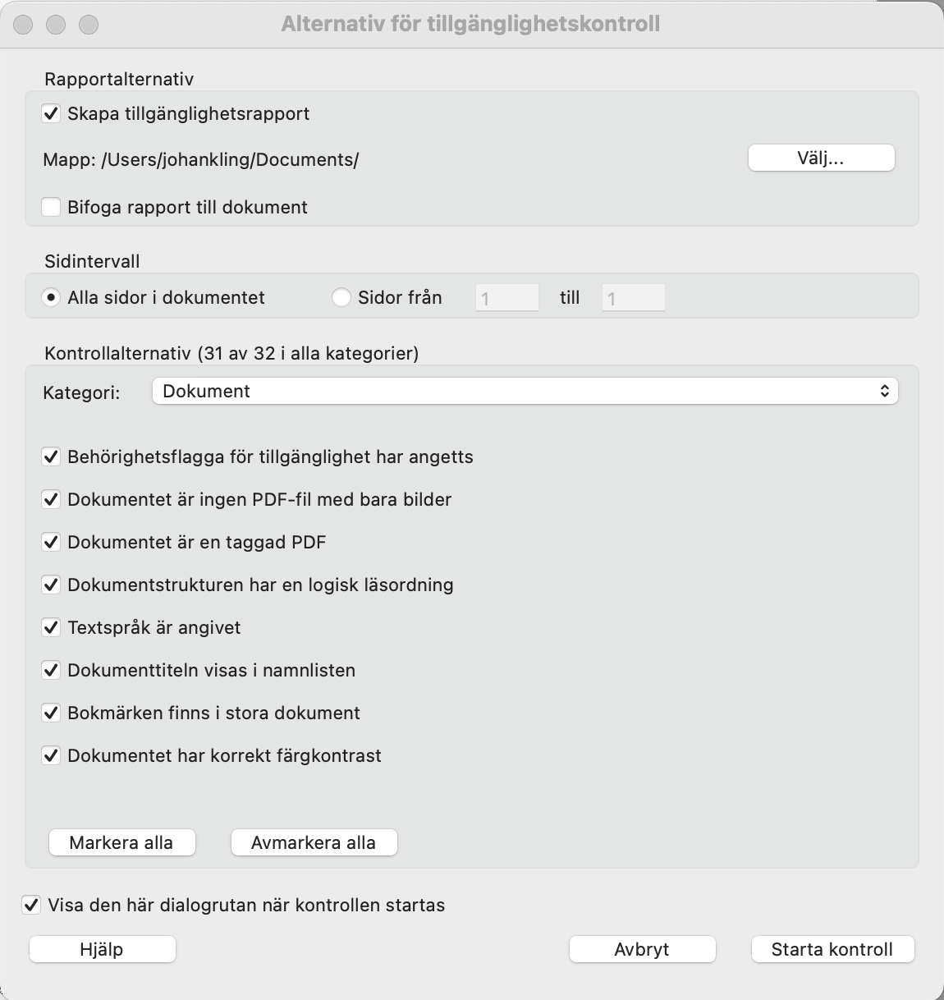 Alternativ för tillgänglighetskontroll
Rapportalternativ
Skapa tillgänglighetsrapport
Mapp: /Users/johankling/Documents/
Välj...
Bifoga rapport till dokument
Sidintervall
Alla sidor i dokumentet
Sidor från
1
till
1
Kontrollalternativ (31 av 32 i alla kategorier)
Kategori:
Dokument
Behörighetsflagga för tillgänglighet har angetts
Dokumentet är ingen PDF-fil med bara bilder
Dokumentet är en taggad PDF
Dokumentstrukturen har en logisk läsordning
Textspråk är angivet
Dokumenttiteln visas i namnlisten
Bokmärken finns i stora dokument
Dokumentet har korrekt färgkontrast
Markera alla
Avmarkera alla
Visa den här dialogrutan när kontrollen startas
Hjälp
Avbryt
Starta kontroll